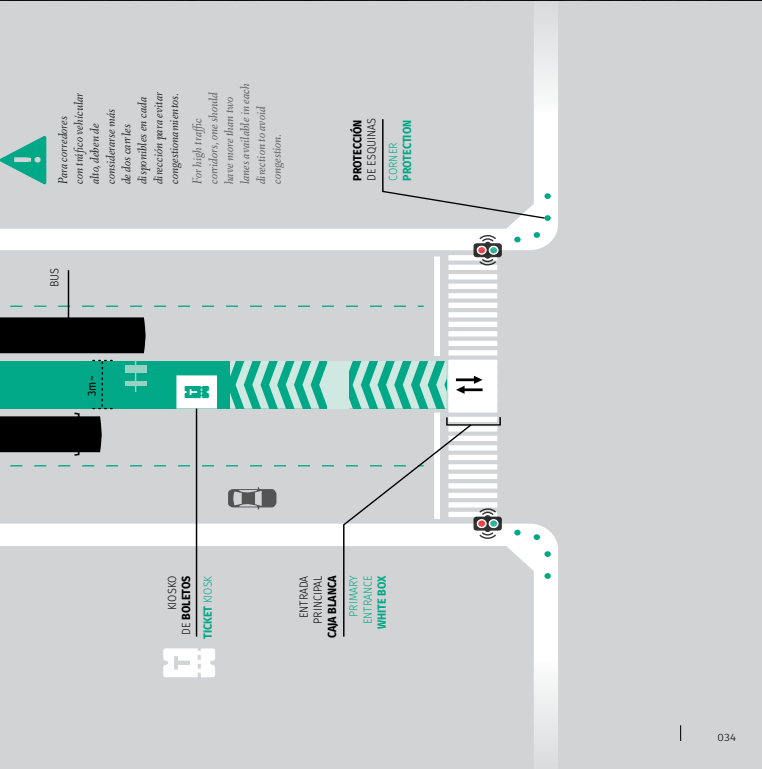 Para corredores
con tráfico vehicular
alto, deben de
considerarse más
de dos carriles
disponibles en cada
dirección para evitar
congestionamientos.
For high traffic
corridors, one should
have more than two
lanes available in each
direction to avoid
congestion.
PROTECCIÓN
DE ESQUINAS
CORNER
PROTECTION
BUS
3m
KIOSKO
DE BOLETOS
TICKET KIOSK
ENTRADA
PRINCIPAL
CAJA BLANCA
PRIMARY
ENTRANCE
WHITE BOX
T
034